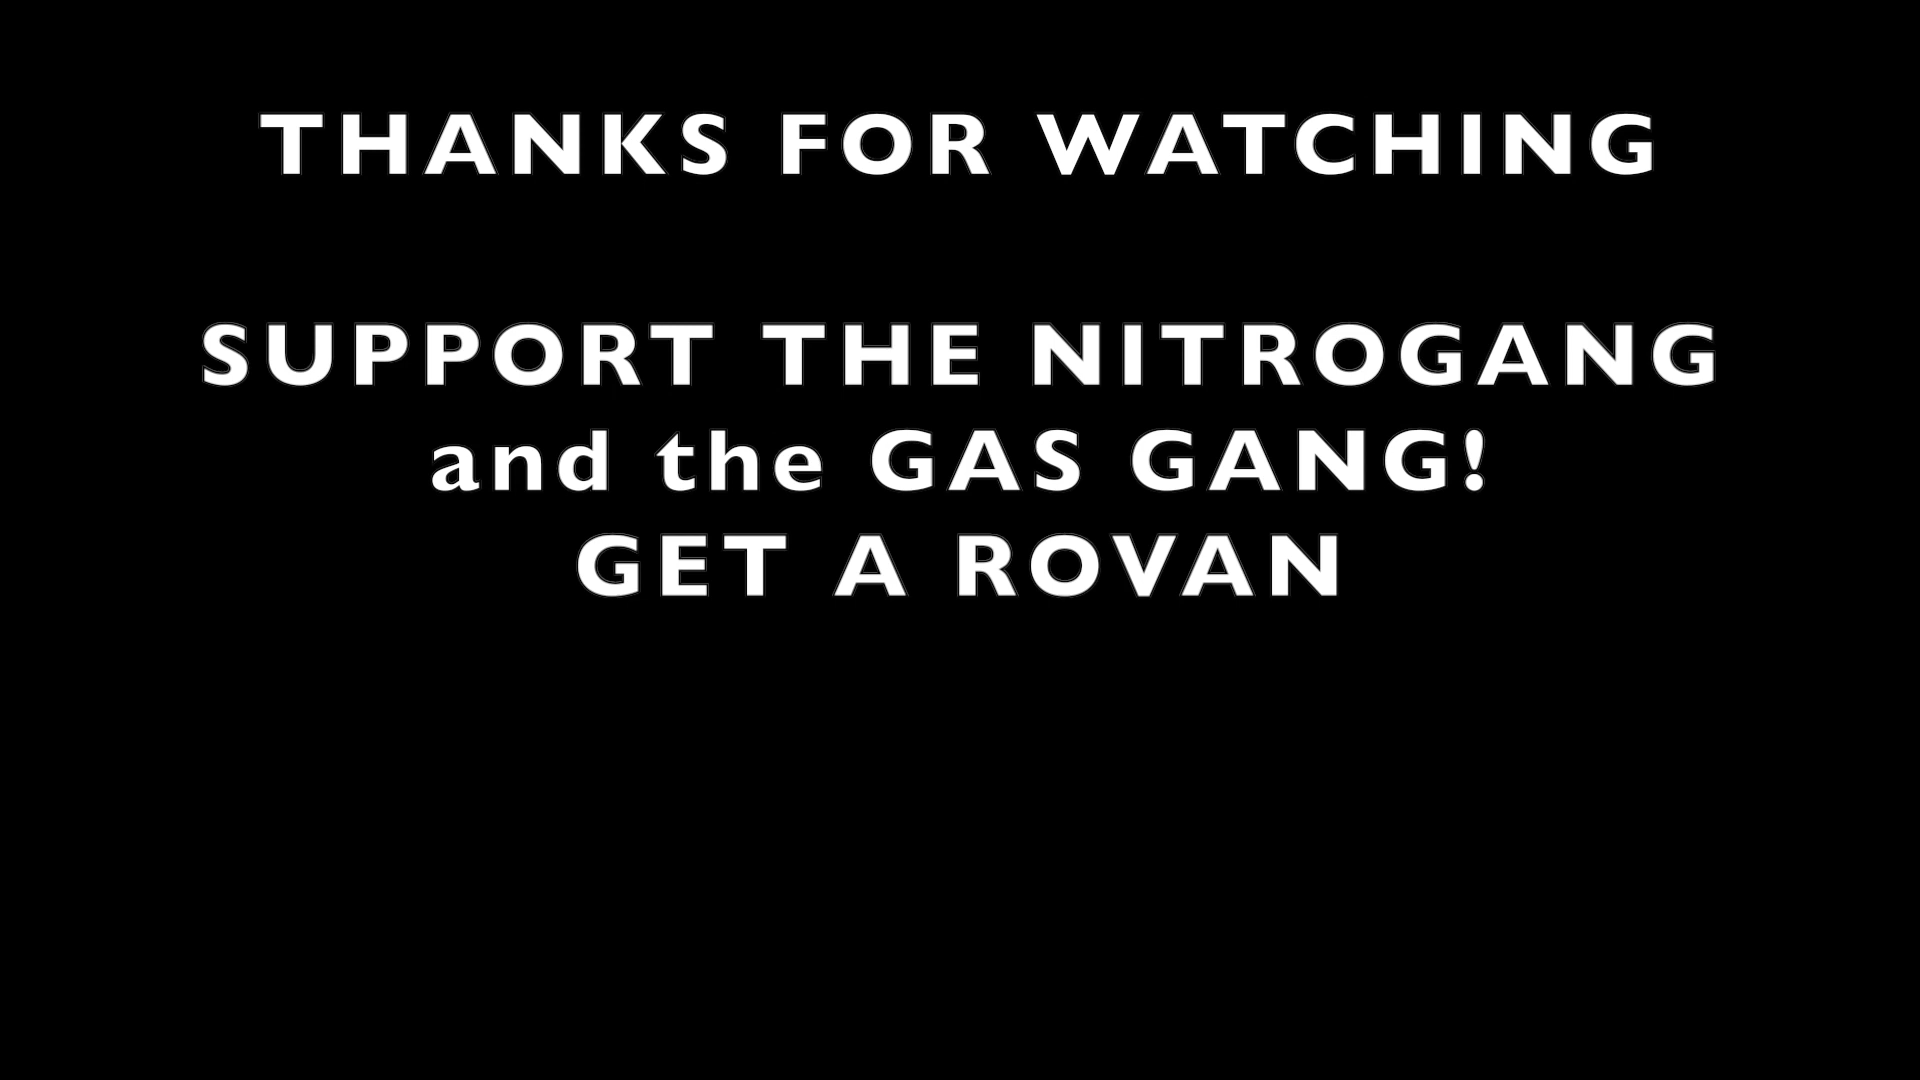 THANKS FOR WATCHING
SUPPORT THE NITROGANG
and the GAS GANG!
GET A ROVAN